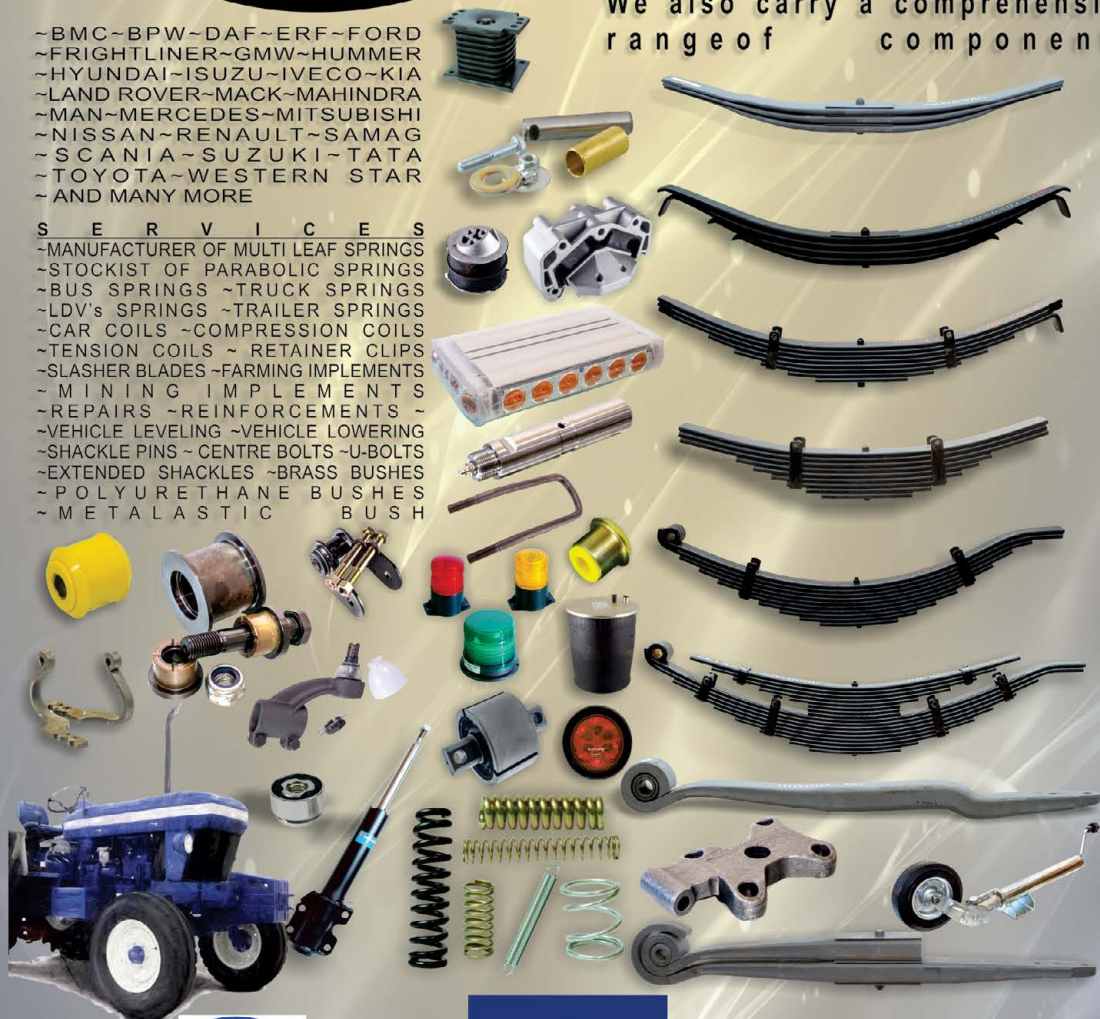 We also carry a comprehensi
rangeof componen
~BMC~BPW~DAF~ERF~FORD
~FRIGHTLINER~GMW~HUMMER
~HYUNDAI~ISUZU~IVECO~KIA
~LAND ROVER~MACK~MAHINDRA
~MAN~MERCEDES~MITSUBISHI
~NISSAN~RENAULT~SAMAG
~SCANIA~SUZUKI~TATA
~TOYOTA~WESTERN STAR
~AND MANY MORE
SERVICES
~MANUFACTURER OF MULTI LEAF SPRINGS
~STOCKIST OF PARABOLIC SPRINGS
~BUS SPRINGS ~TRUCK SPRINGS
~LDV's SPRINGS ~TRAILER SPRINGS
~CAR COILS ~COMPRESSION COILS
~TENSION COILS ~ RETAINER CLIPS
~SLASHER BLADES ~FARMING IMPLEMENTS
~MINING IMPLEMENTS
~REPAIRS ~REINFORCEMENTS ~
~VEHICLE LEVELING ~VEHICLE LOWERING
~SHACKLE PINS ~ CENTRE BOLTS ~U-BOLTS
~EXTENDED SHACKLES ~BRASS BUSHES
~POLYURETHANE BUSHES
~METALASTIC BUSH